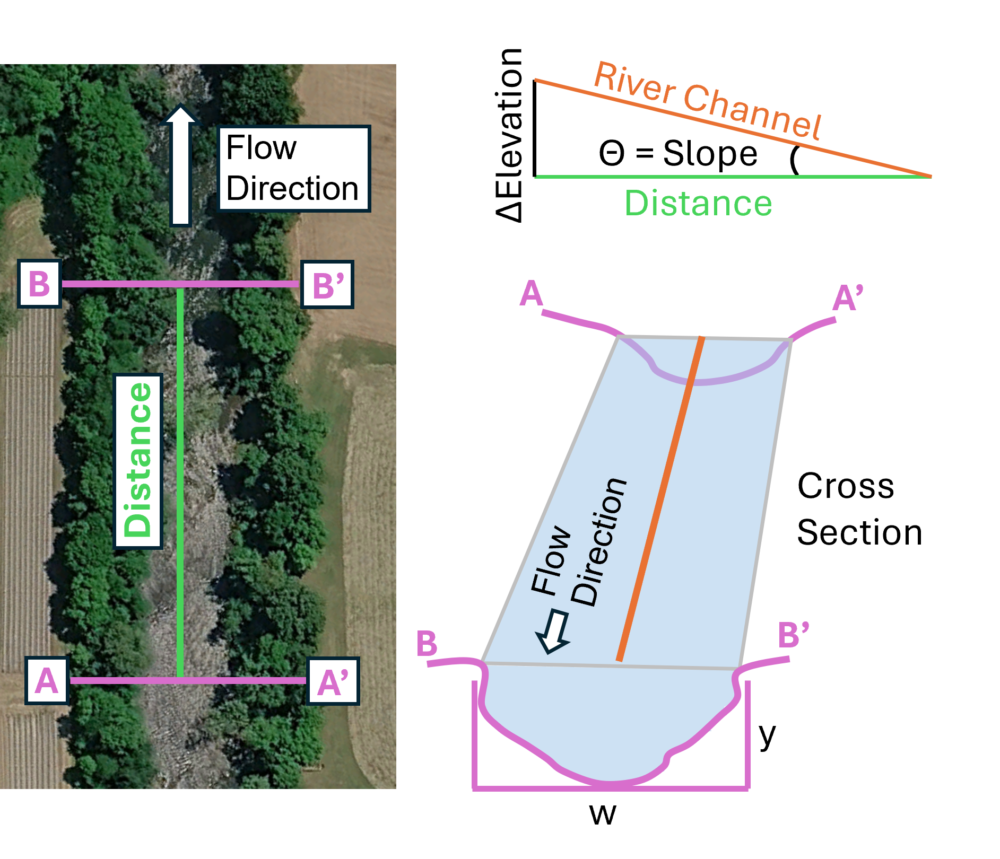 Flow
Direction
B
B’
Distance
A
A’
ΔElevation
River Channel
Θ = Slope
Distance
A
A’
Flow
Direction
Cross
Section
B
B’
y
w